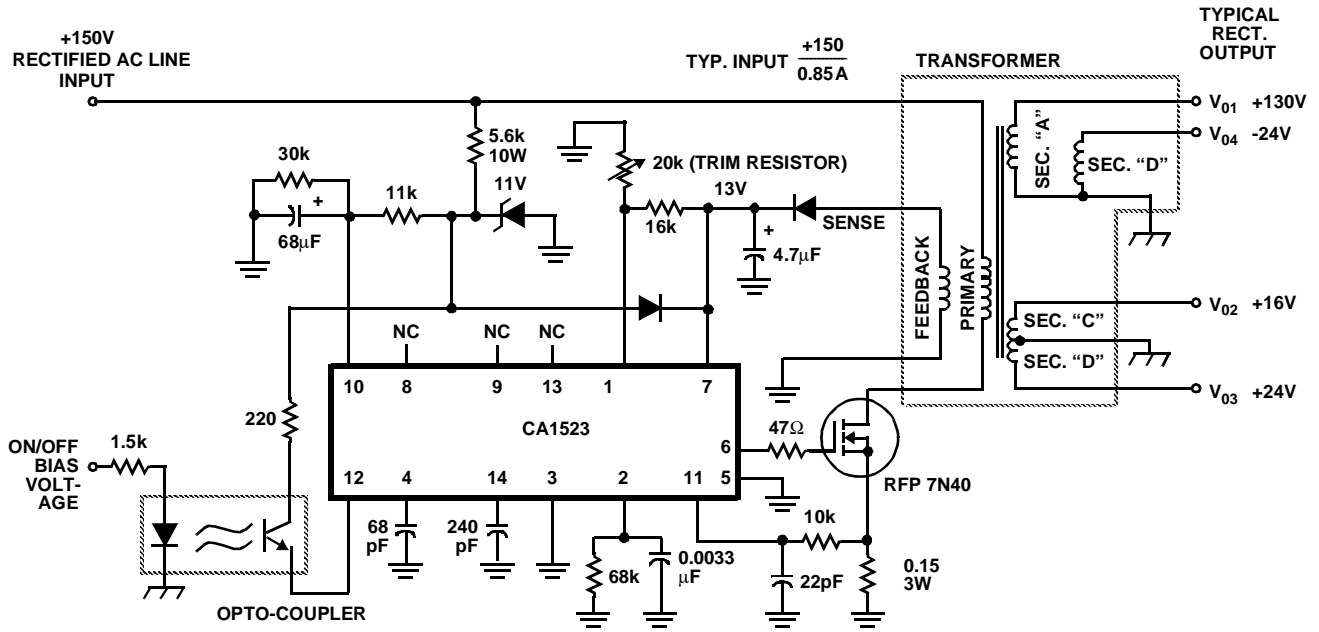 TYPICAL
RECT.
OUTPUT
+150V
RECTIFIED AC LINE
INPUT
TYP. INPUT +150
0.85A
TRANSFORMER
V01 +130V
V04 -24V
SEC. “A”
SEC. “D”
5.6k
10W
20k (TRIM RESISTOR)
30k
11k
11V
13V
+
68μF
16k
SENSE
+
4.7μF
FEEDBACK
PRIMARY
V02 +16V
SEC. “C”
SEC. “D”
V03 +24V
NC
NC
NC
10
8
9
13
1
7
CA1523
220
47Ω
6
5
RFP 7N40
ON/OFF
BIAS
VOLT-
AGE
1.5k
12
4
14
3
2
11
68
pF
240
pF
10k
0.0033
μF
68k
22pF
0.15
3W
OPTO-COUPLER